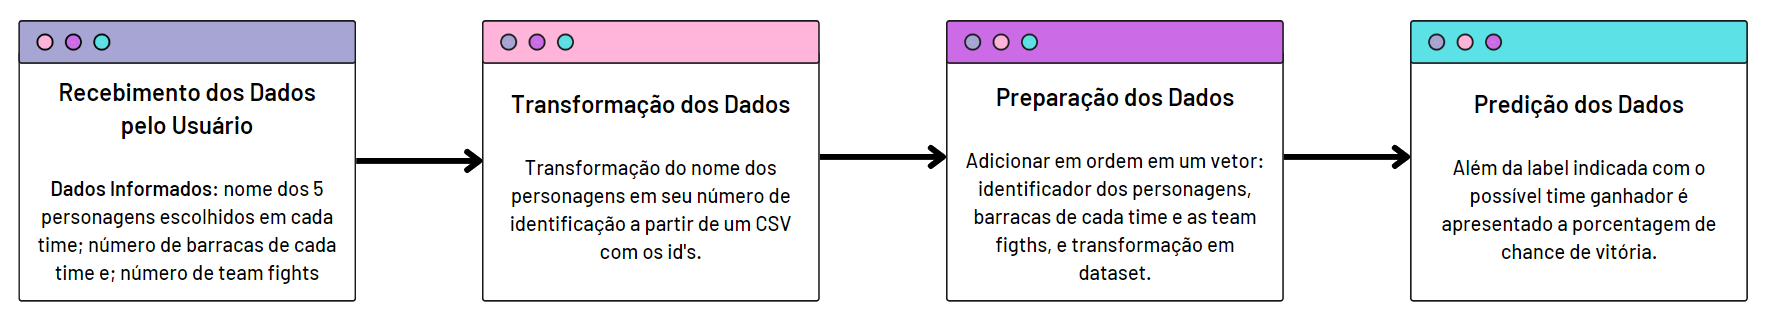 Recebimento dos Dados
pelo Usuário
Dados Informados: nome dos 5
personagens escolhidos em cada
time; número de barracas de cada
time e; número de team fights
Transformação dos Dados
Transformação do nome dos
personagens em seu número de
identificação a partir de um CSV
com os id's.
Preparação dos Dados
Adicionar em ordem em um vetor:
identificador dos personagens,
barracas de cada time e as team
figths, e transformação em
dataset.
Predição dos Dados
Além da label indicada com o
possível time ganhador é
apresentado a porcentagem de
chance de vitória.